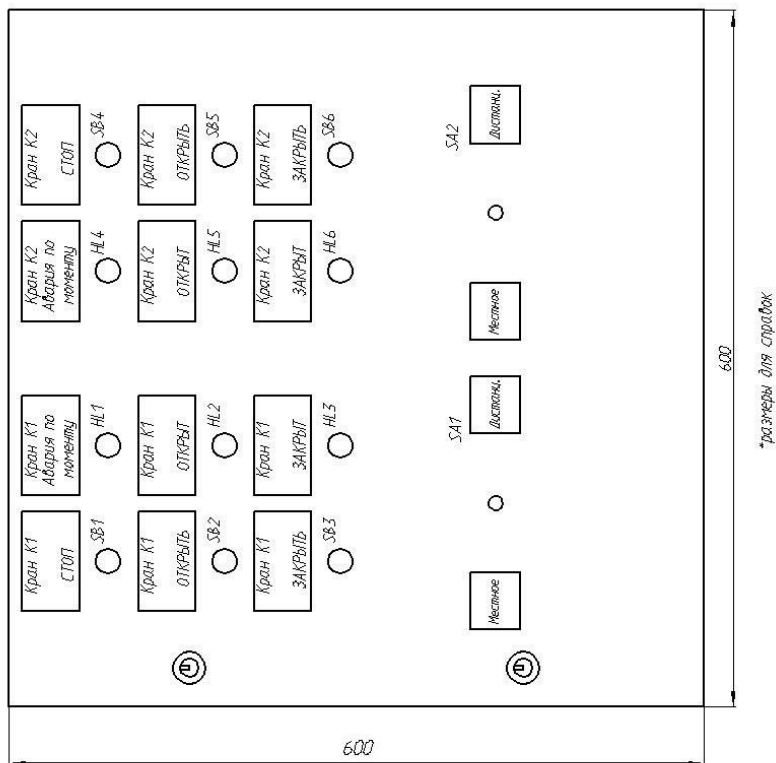 Кран К1
СТОП
SB1
Кран К1
Авария по
моменту
HL1
Кран К2
Авария по
моменту
HL4
Кран К2
СТОП
SB4
Кран К1
ОТКРЫТЬ
SB2
Кран К1
ОТКРЫТ
HL2
Кран К2
ОТКРЫТ
HL5
Кран К2
ОТКРЫТЬ
SB5
Кран К1
ЗАКРЫТЬ
SB3
Кран К1
ЗАКРЫТ
HL3
Кран К2
ЗАКРЫТ
HL6
Кран К2
ЗАКРЫТЬ
SB6
SA1
Местное
Дистанц.
SA2
Местное
Дистанц.
600
600
*размеры для справок